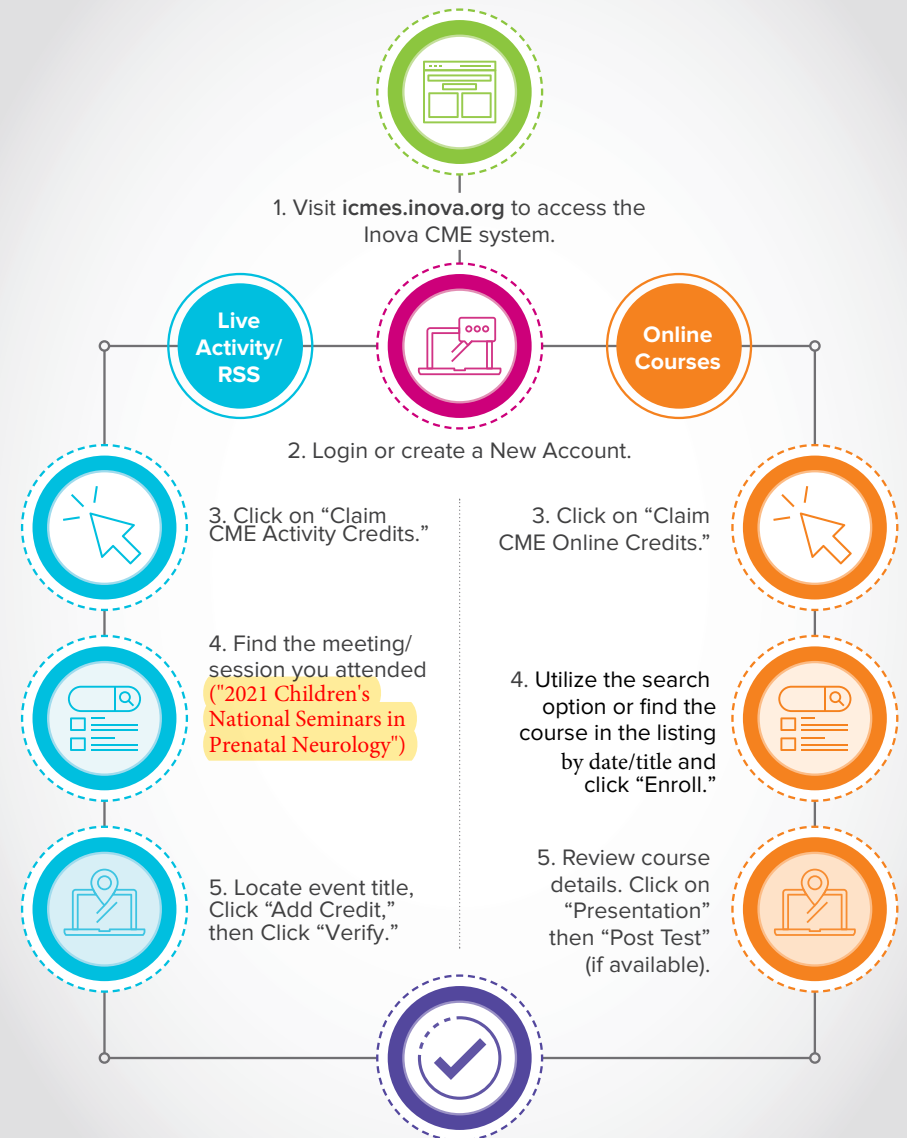 1. Visit icmes.inova.org to access the
Inova CME system.
Live
Activity/
RSS
Online
Courses
2. Login or create a New Account.
3. Click on “Claim
CME Activity Credits.”
4. Find the meeting/
session you attended
("2021 Children's
National Seminars in
Prenatal Neurology")
5. Locate event title,
Click “Add Credit,”
then Click “Verify.”
3. Click on “Claim
CME Online Credits.”
4. Utilize the search
option or find the
course in the listing
by date/title and
click “Enroll.”
5. Review course
details. Click on
“Presentation”
then “Post Test”
(if available).